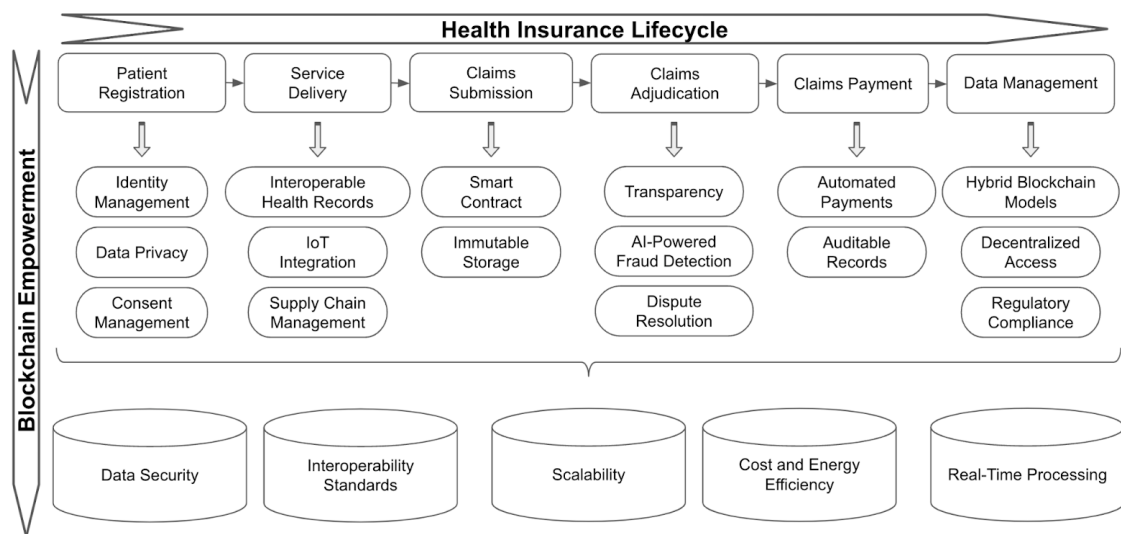 Health Insurance Lifecycle
Blockchain Empowerment
Patient
Registration
Service
Delivery
Claims
Submission
Claims
Adjudication
Claims Payment
Data Management
Identity
Management
Interoperable
Health Records
Smart
Contract
Transparency
Automated
Payments
Hybrid Blockchain
Models
Data Privacy
IoT
Integration
Immutable
Storage
AI-Powered
Fraud Detection
Auditable
Records
Decentralized
Access
Consent
Management
Supply Chain
Management
Dispute
Resolution
Regulatory
Compliance
Data Security
Interoperability
Standards
Scalability
Cost and Energy
Efficiency
Real-Time Processing